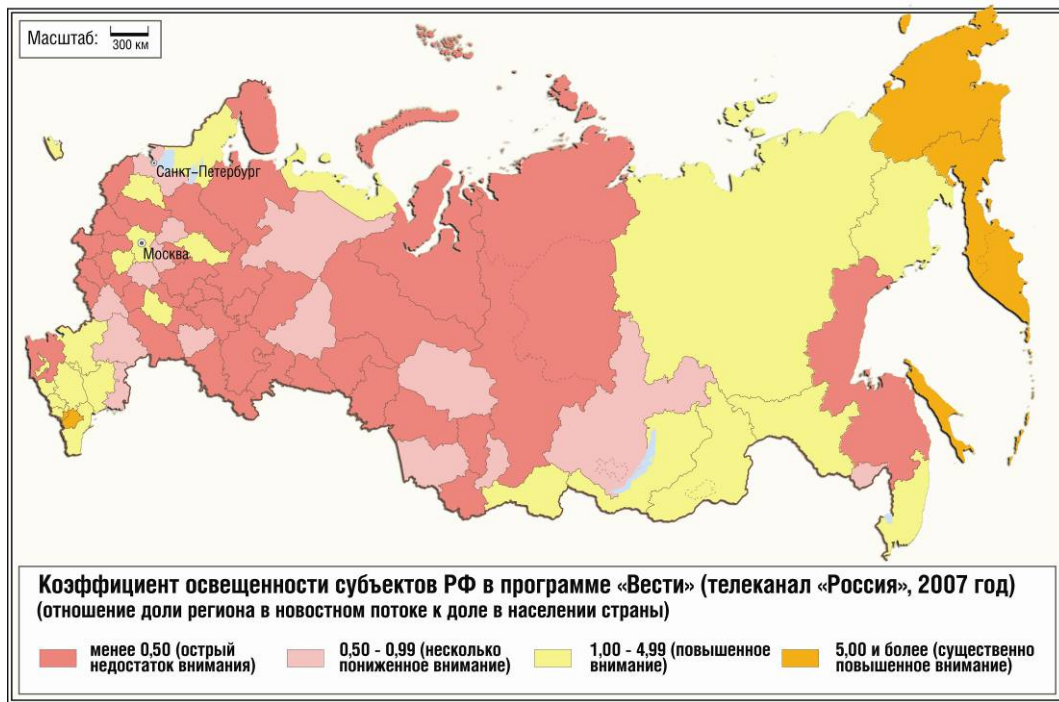 Масштаб:
300 км
Санкт-Петербург
Москва
Коэффициент освещенности субъектов РФ в программе «Вести» (телеканал «Россия», 2007 год)
(отношение доли региона в новостном потоке к доле в населении страны)
менее 0,50 (острый
недостаток внимания)
0,50 - 0,99 (несколько
пониженное внимание)
1,00 - 4,99 (повышенное
внимание)
5,00 и более (существенно
повышенное внимание)